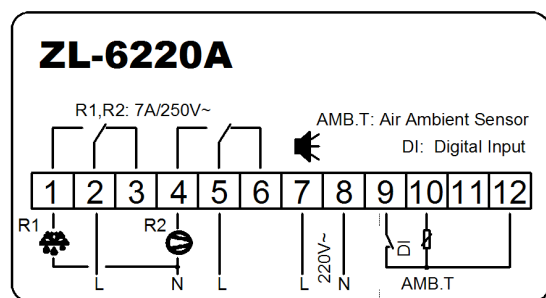 ZL-6220A
R1,R2: 7A/250V~
AMB.T: Air Ambient Sensor
DI: Digital Input
1 2 3 4 5 6 7 8 9 10 11 12
R1 R2 220V~ DI
L N L L N AMB.T